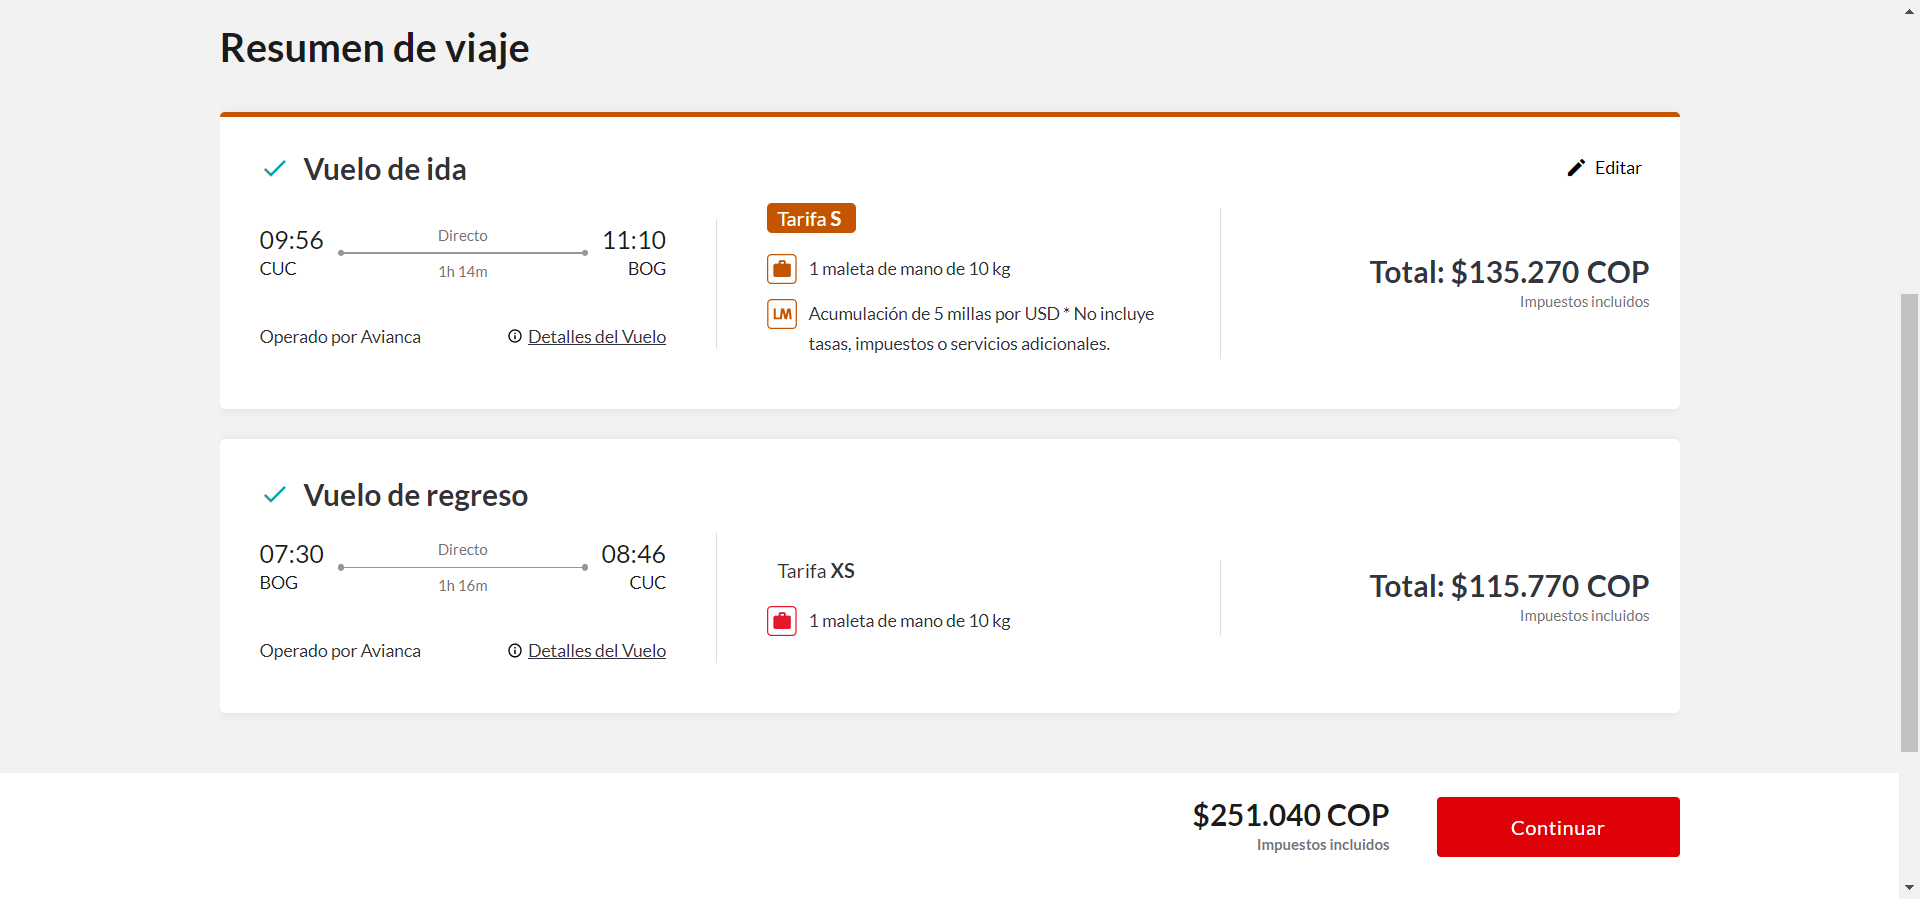 Resumen de viaje
Vuelo de ida
Editar
09:56
Directo
11:10
CUC
1h 14m
BOG
Operado por Avianca
Detalles del Vuelo
Tarifa S
1 maleta de mano de 10 kg
LM
Acumulación de 5 millas por USD * No incluye
tasas, impuestos o servicios adicionales.
Total: $135.270 COP
Impuestos incluidos
Vuelo de regreso
07:30
Directo
08:46
BOG
1h 16m
CUC
Operado por Avianca
Detalles del Vuelo
Tarifa XS
1 maleta de mano de 10 kg
Total: $115.770 COP
Impuestos incluidos
$251.040 COP
Impuestos incluidos
Continuar